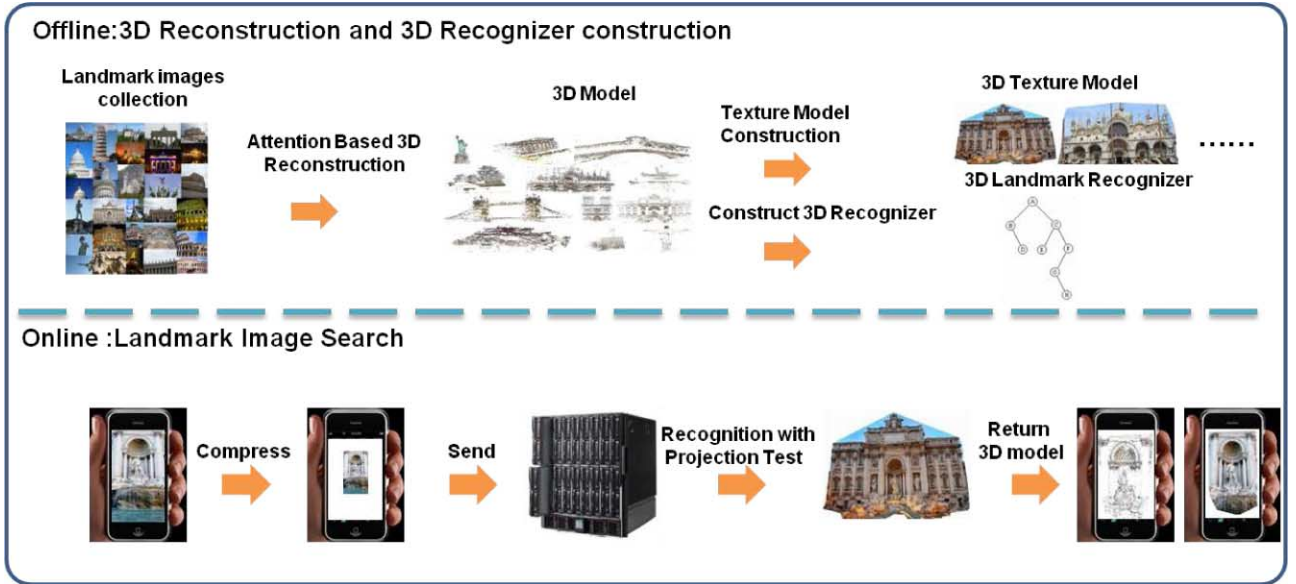 Offline:3D Reconstruction and 3D Recognizer construction
Landmark images
collection
Attention Based 3D
Reconstruction
3D Model
Texture Model
Construction
Construct 3D Recognizer
3D Texture Model
......
3D Landmark Recognizer
A
B
C
D
E
F
G
H
Online :Landmark Image Search
Compress
Send
Recognition with
Projection Test
Return
3D model